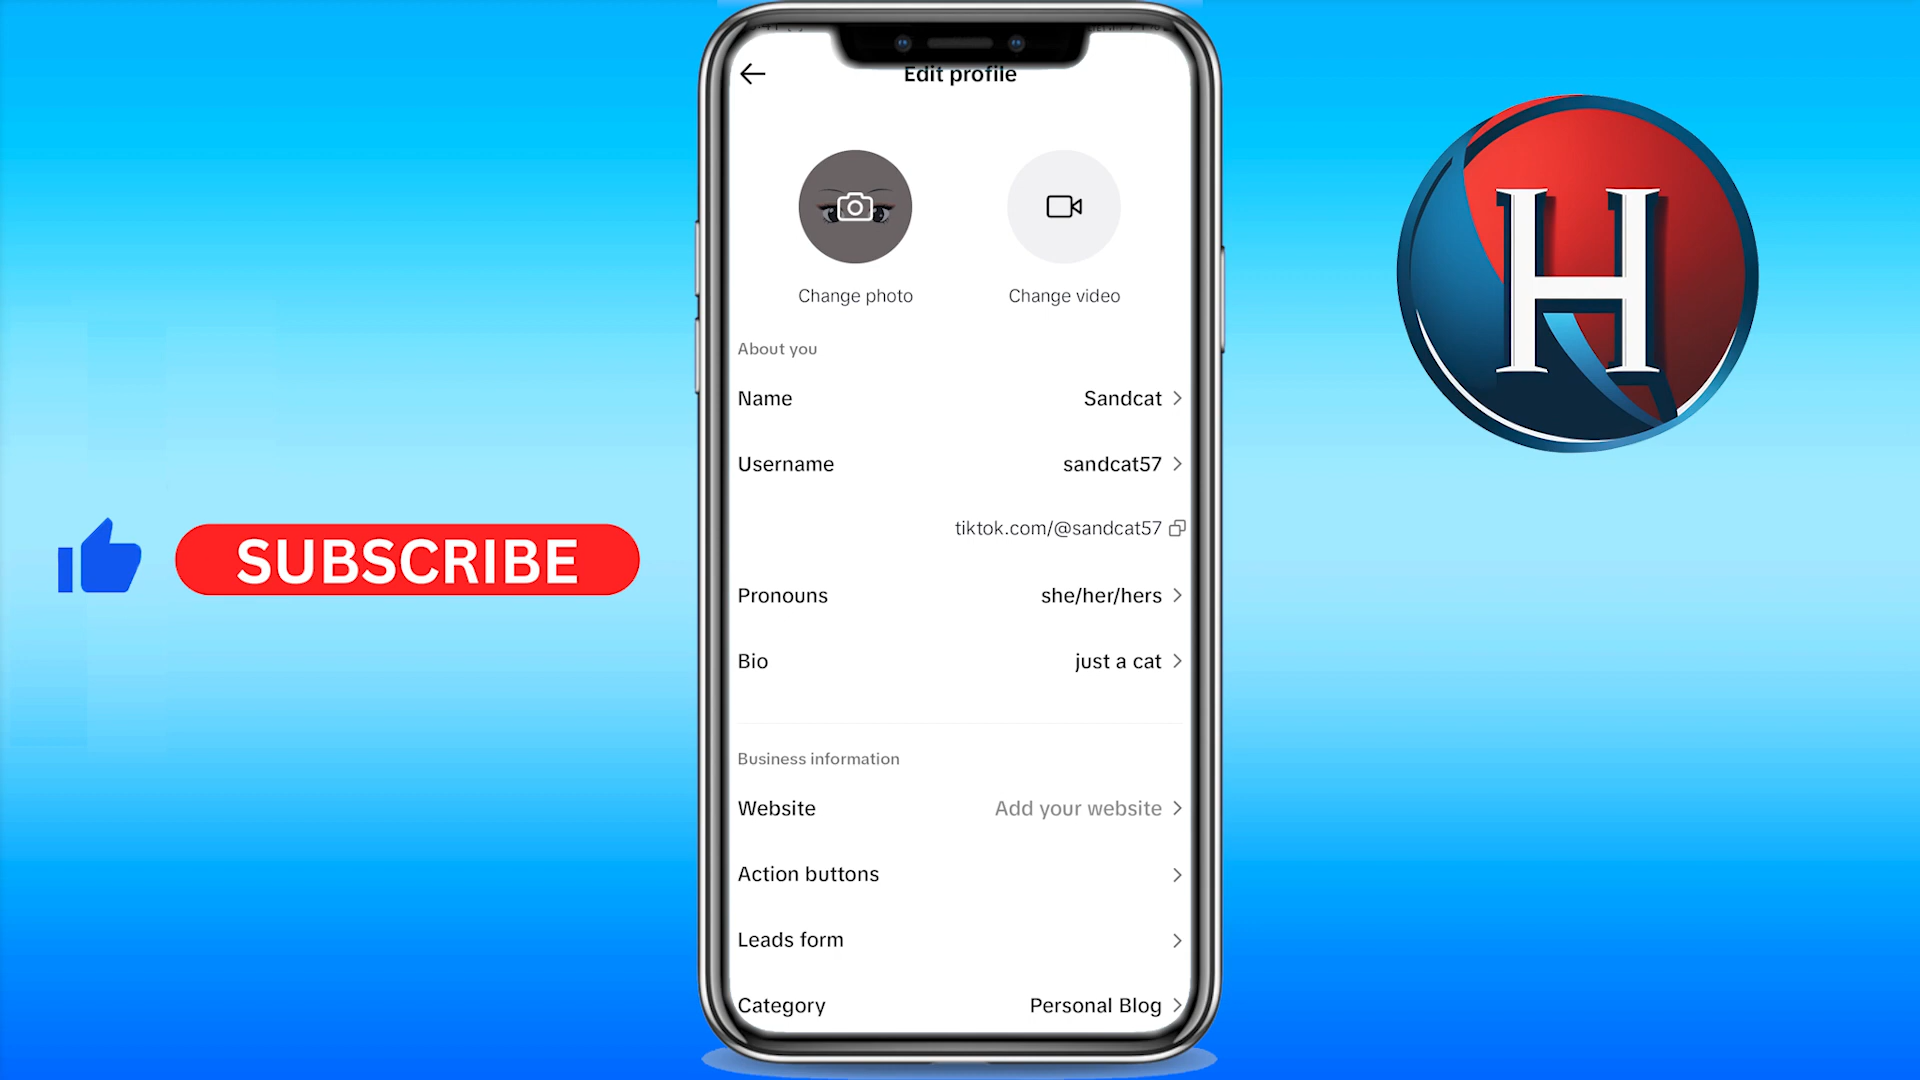 Edit profile
Change photo
Change video
About you
Name Sandcat
Username sandcat57
tiktok.com/@sandcat57
Pronouns she/her/hers
Bio just a cat
Business information
Website Add your website
Action buttons
Leads form
Category Personal Blog
SUBSCRIBE
H